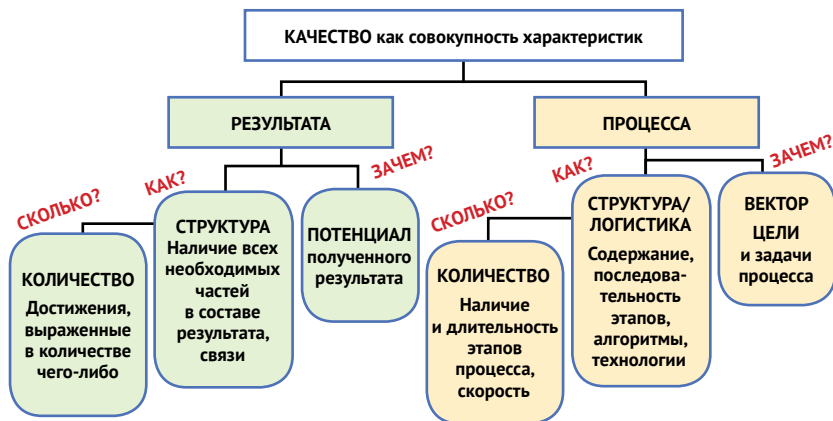 КАЧЕСТВО как совокупность характеристик
РЕЗУЛЬТАТА
СКОЛЬКО?
КОЛИЧЕСТВО
Достижения,
выраженные
в количестве
чего-либо
КАК?
СТРУКТУРА
Наличие всех
необходимых
частей
в составе
результата,
связи
ЗАЧЕМ?
ПОТЕНЦИАЛ
полученного
результата
ПРОЦЕССА
СКОЛЬКО?
КОЛИЧЕСТВО
Наличие
и длительность
этапов
процесса,
скорость
КАК?
СТРУКТУРА/
ЛОГИСТИКА
Содержание,
последова-
тельность
этапов,
алгоритмы,
технологии
ЗАЧЕМ?
ВЕКТОР
ЦЕЛИ
и задачи
процесса